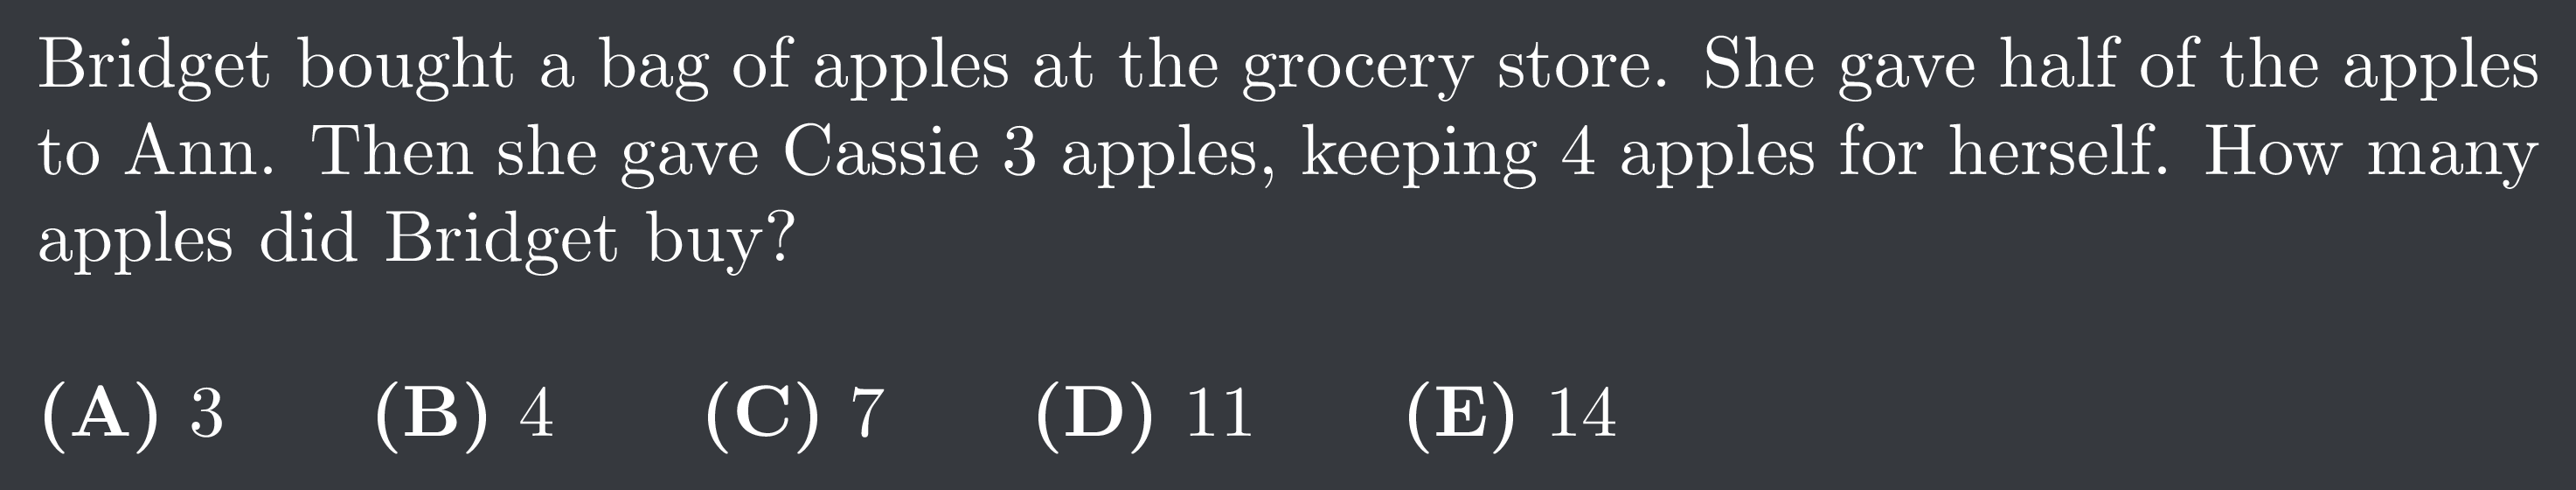 Bridget bought a bag of apples at the grocery store. She gave half of the apples
to Ann. Then she gave Cassie 3 apples, keeping 4 apples for herself. How many
apples did Bridget buy?
(A) 3 (B) 4 (C) 7 (D) 11 (E) 14